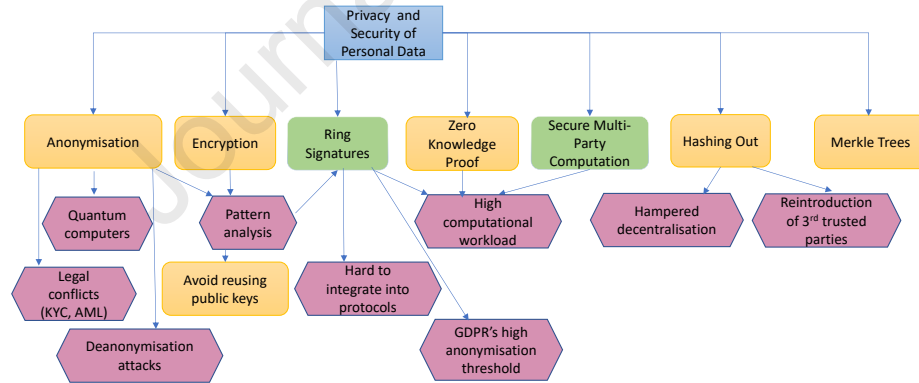 Privacy and
Security of
Personal Data
Journa
Anonymisation
Encryption
Ring
Signatures
Zero
Knowledge
Proof
Secure Multi-
Party
Computation
Hashing Out
Merkle Trees
Quantum
computers
Pattern
analysis
High
computational
workload
Hampered
decentralisation
Reintroduction
of 3rd trusted
parties
Legal
conflicts
(KYC, AML)
Avoid reusing
public keys
Hard to
integrate into
protocols
Deanonymisation
attacks
GDPR's high
anonymisation
threshold